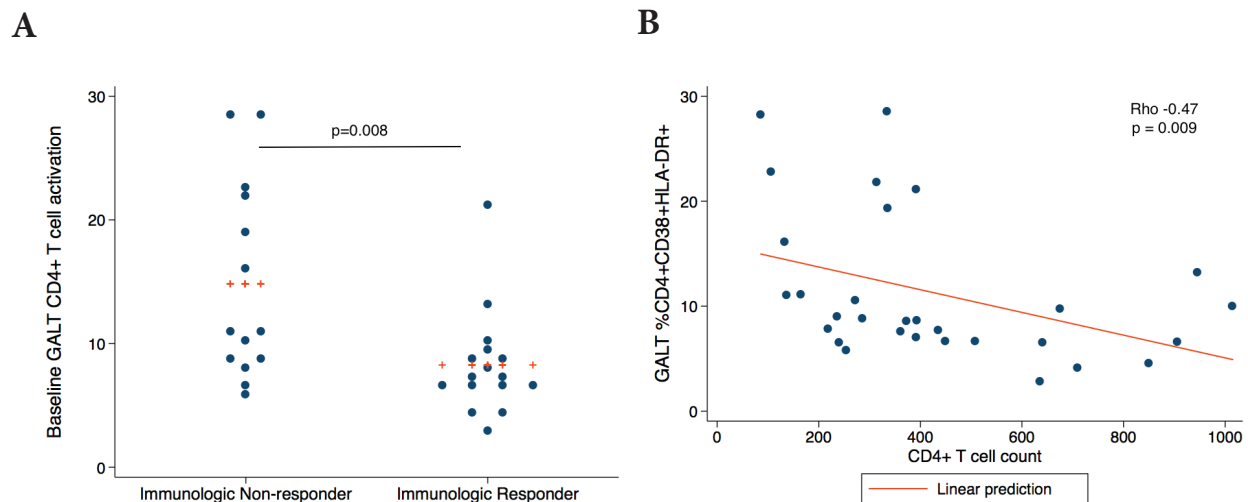 A
Baseline GALT CD4+ T cell activation
30
20
10
0
p=0.008
Immunologic Non-responder
Immunologic Responder
B
GALT %CD4+CD38+HLA-DR+
30
20
10
0
Rho -0.47
p = 0.009
0 200 400 600 800 1000
CD4+ T cell count
Linear prediction